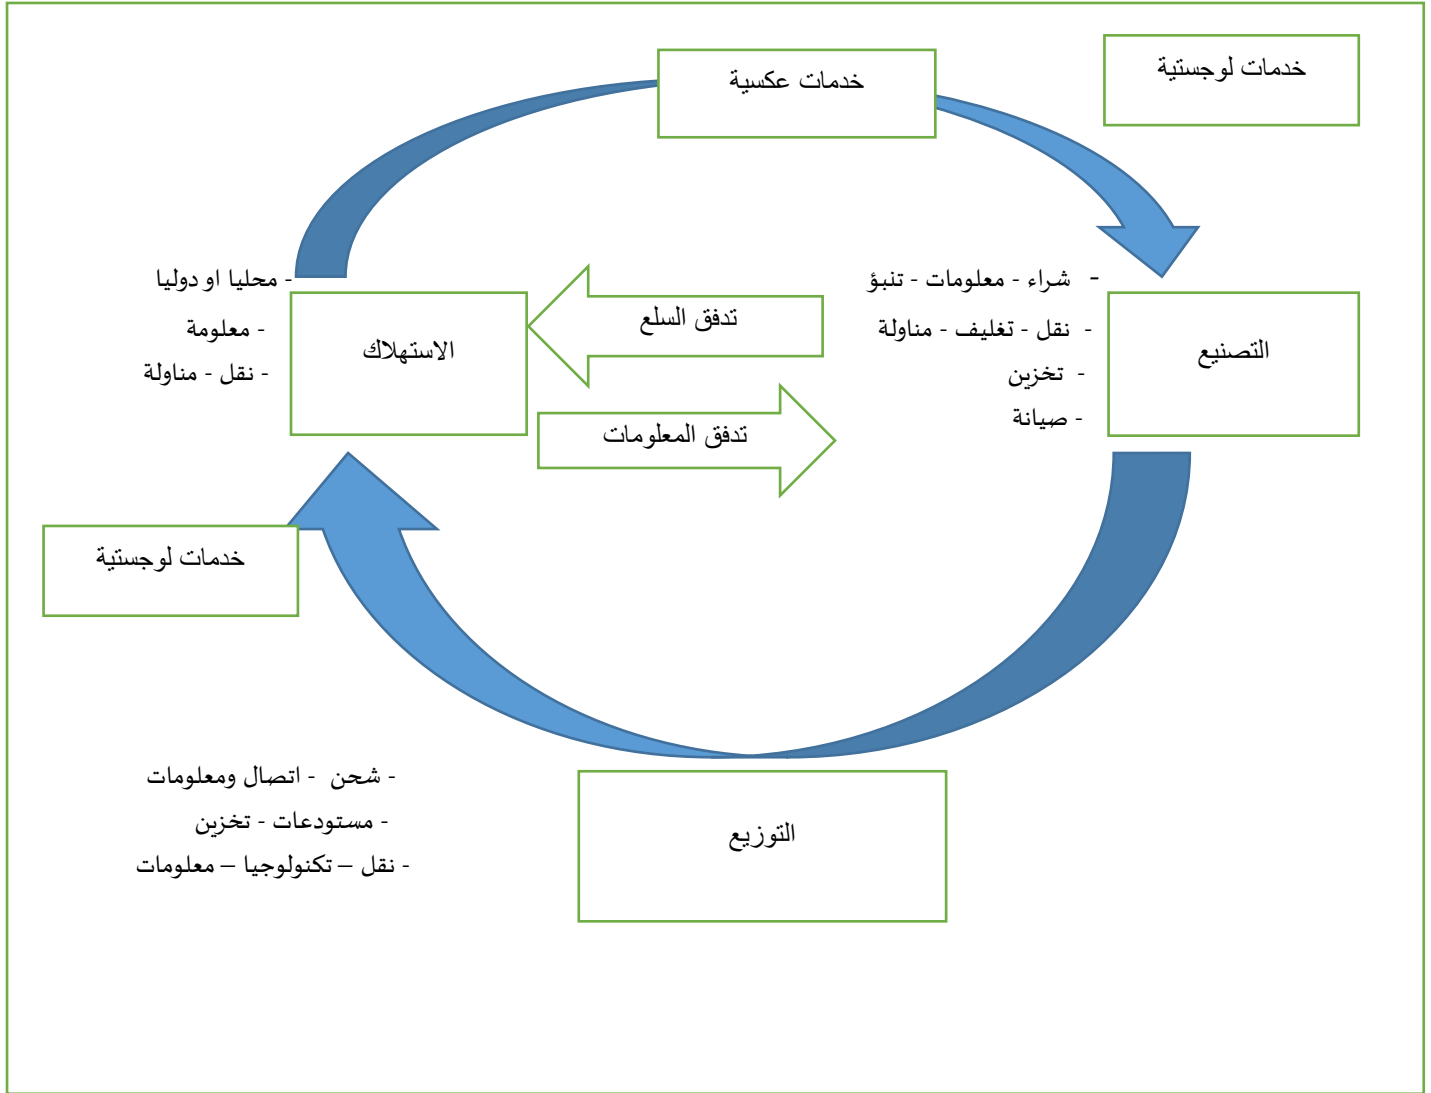 خدمات لوجستية
خدمات عكسية
- شراء - معلومات - تنبؤ
- نقل - تغليف - مناولة
- تخزين
- صيانة
التصنيع
تدفق السلع
تدفق المعلومات
الاستهلاك
- محليا او دوليا
- معلومة
- نقل - مناولة
خدمات لوجستية
التوزيع
- شحن - اتصال ومعلومات
- مستودعات - تخزين
- نقل – تكنولوجيا – معلومات